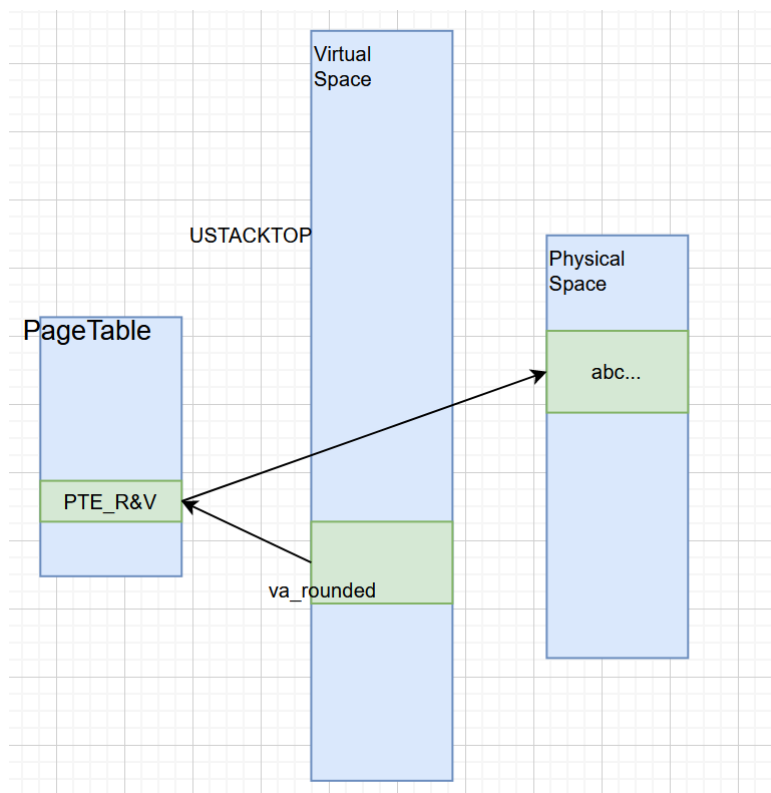 Virtual
Space
USTACKTOP
Physical
Space
PageTable
abc...
PTE_R&V
va_rounded